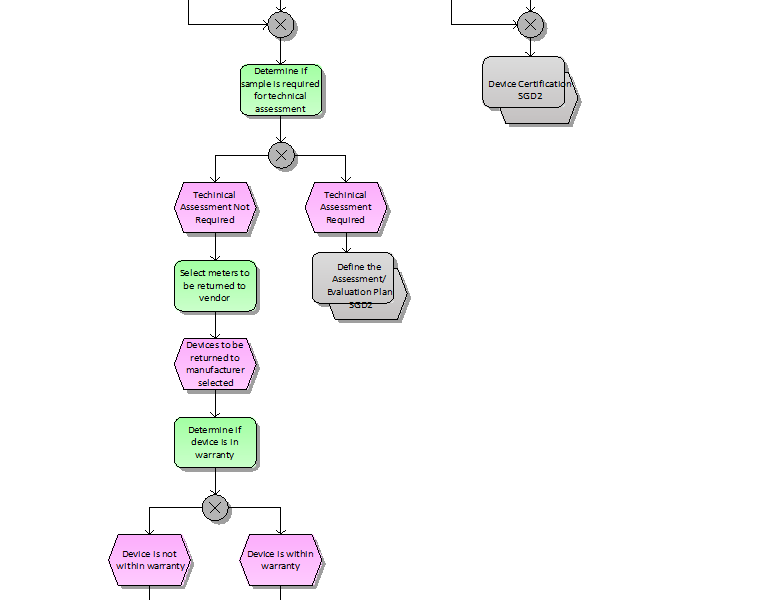 Determine if
sample is required
for technical
assessment
Device Certification
SGD2
Techinical
Assessment Not
Required
Techinical
Assessment
Required
Select meters to
be returned to
vendor
Define the
Assessment/
Evaluation Plan
SGD2
Devices to be
returned to
manufacturer
selected
Determine if
device is in
warranty
Device is not
within warranty
Device is within
warranty